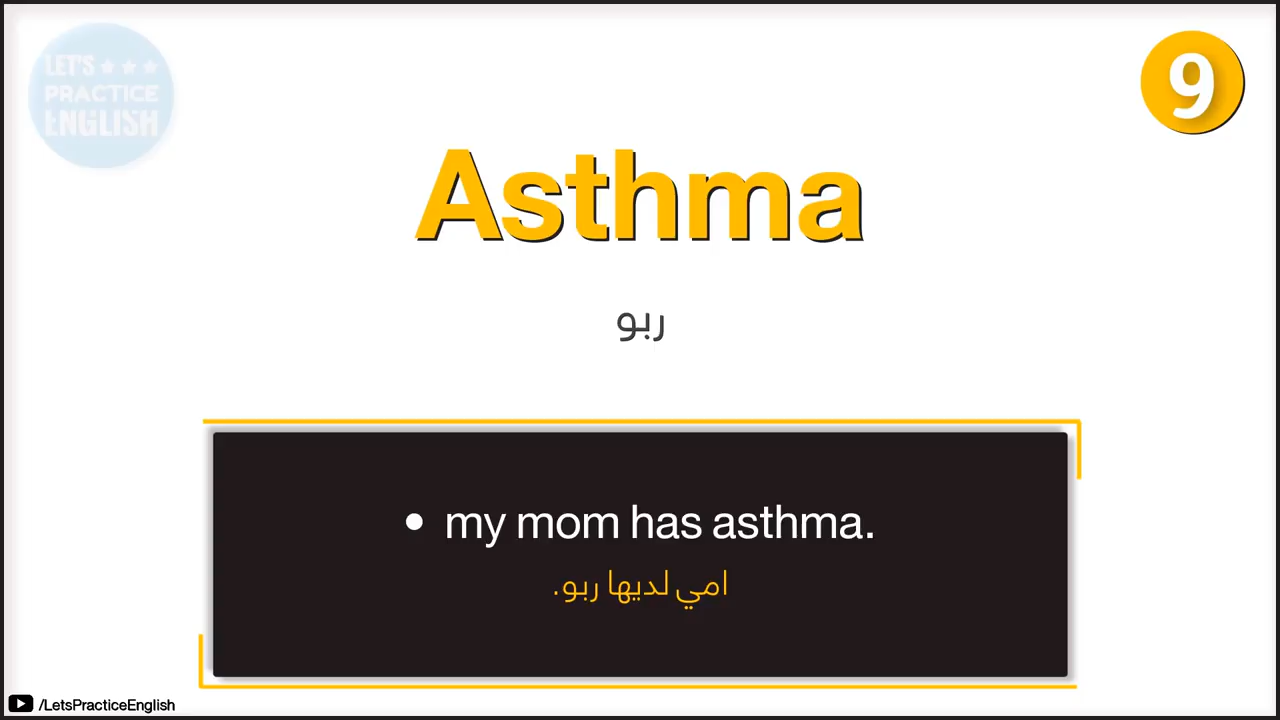 LET'S
PRACTICE
ENGLISH
9
Asthma
ربو
• my mom has asthma.
امي لديها ربو.
/LetsPracticeEnglish